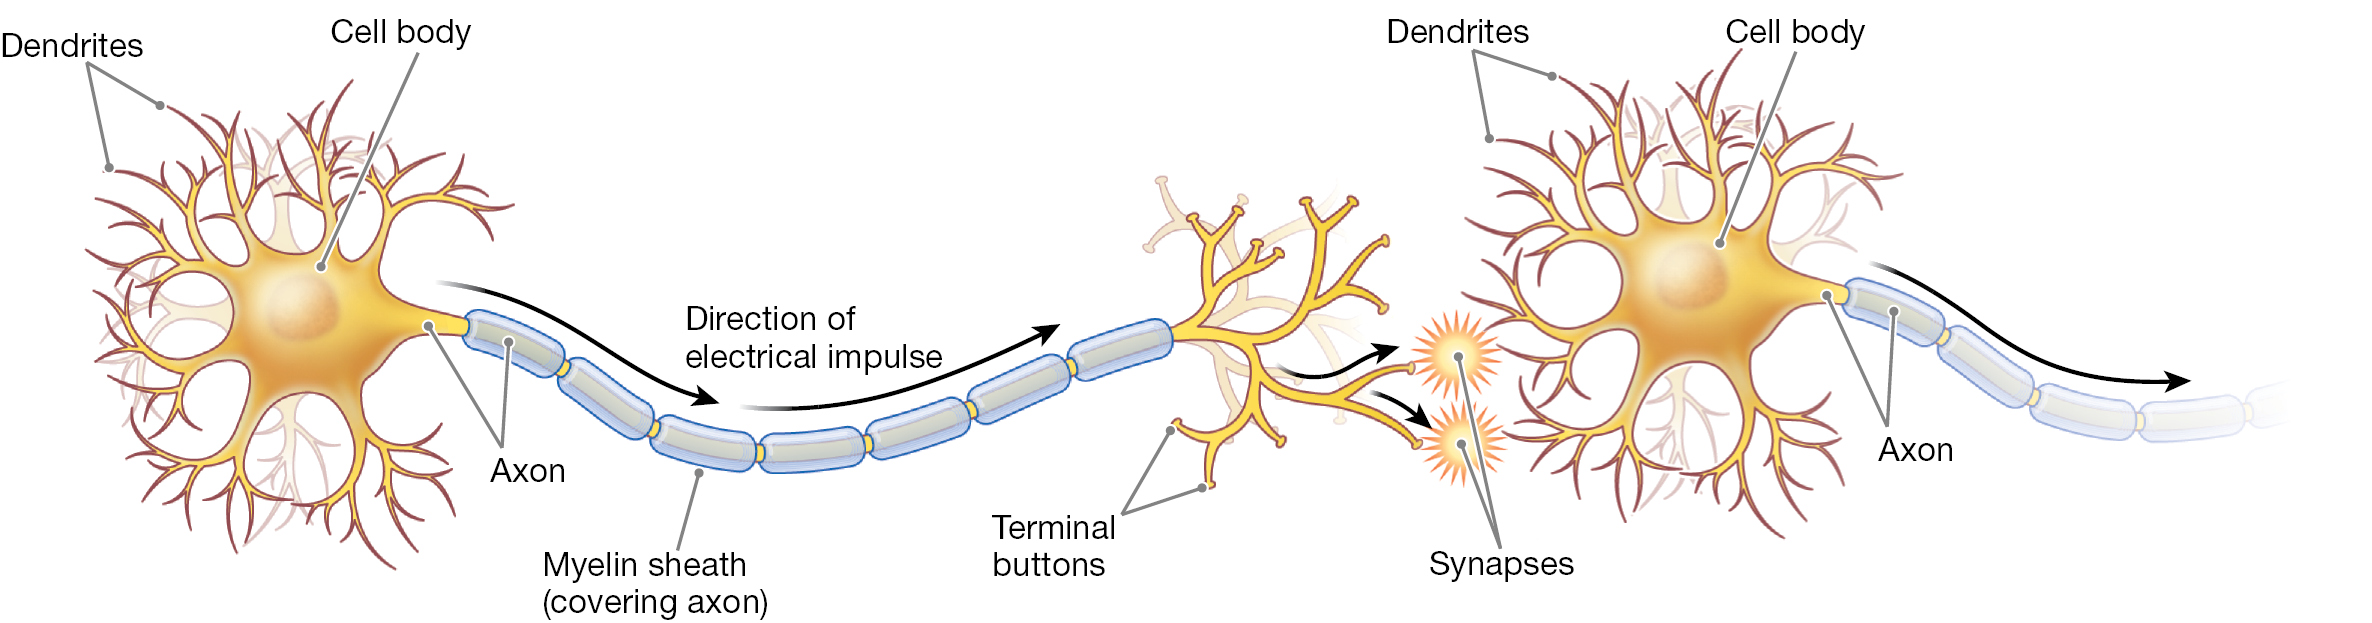 Dendrites
Cell body
Dendrites
Cell body
Direction of
electrical impulse
Axon
Axon
Terminal
buttons
Synapses
Myelin sheath
(covering axon)